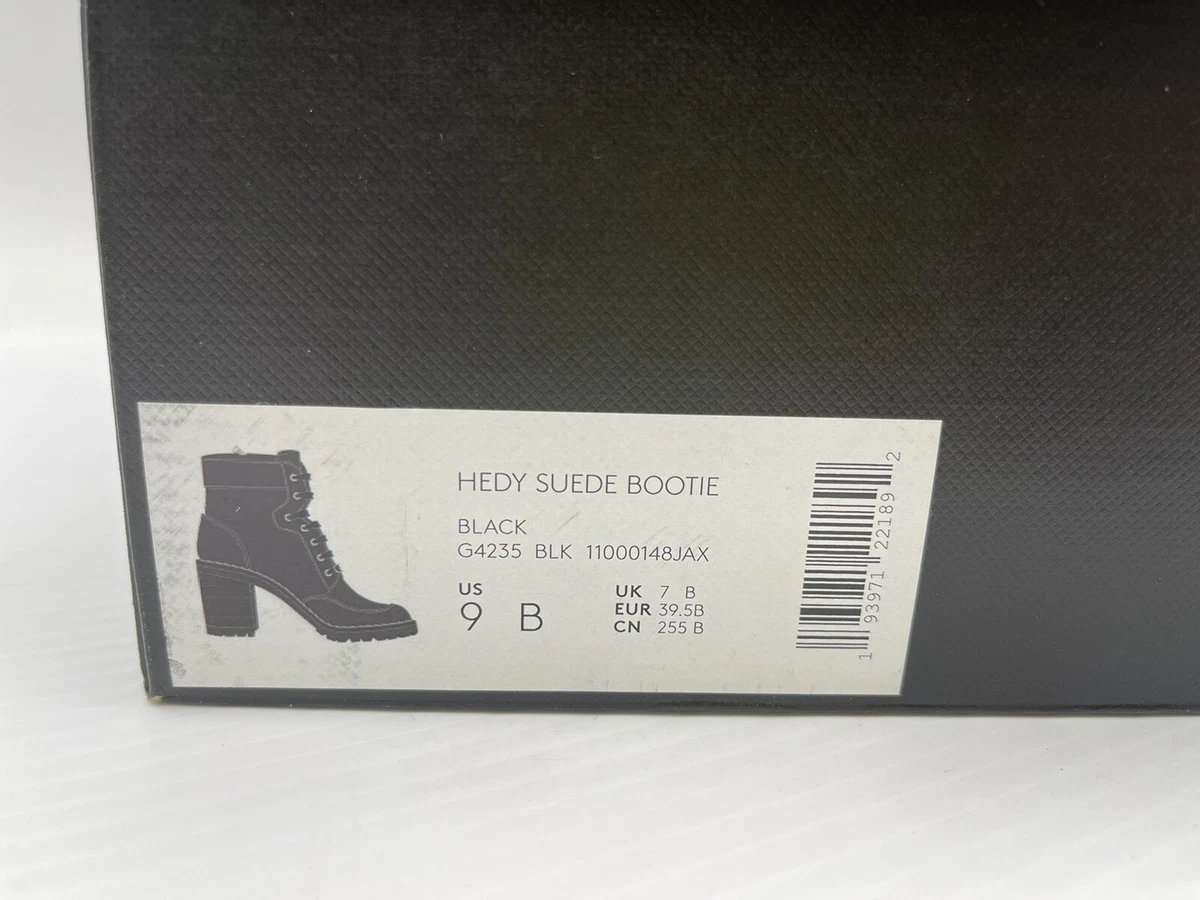 HEDY SUEDE BOOTIE
BLACK
G4235 BLK 11000148JAX
US
9 B
UK 7 B
EUR 39.5B
CN 255 B
1 93971 22189 2